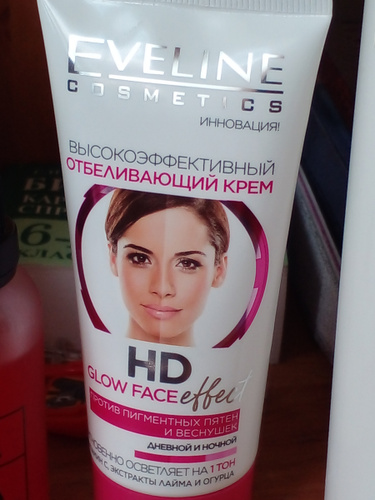 EVELINE
COSMETICS
ИННОВАЦИЯ!
ВЫСОКОЭФФЕКТИВНЫЙ
ОТБЕЛИВАЮЩИЙ КРЕМ
HD
GLOW FACE effect
ПРОТИВ ПИГМЕНТНЫХ ПЯТЕН
И ВЕСНУШЕК
ДНЕВНОЙ И НОЧНОЙ
ОСВЕТЛЯЕТ НА 1 ТОН
С, ЭКСТРАКТЫ ЛАЙМА И ОГУРЦА